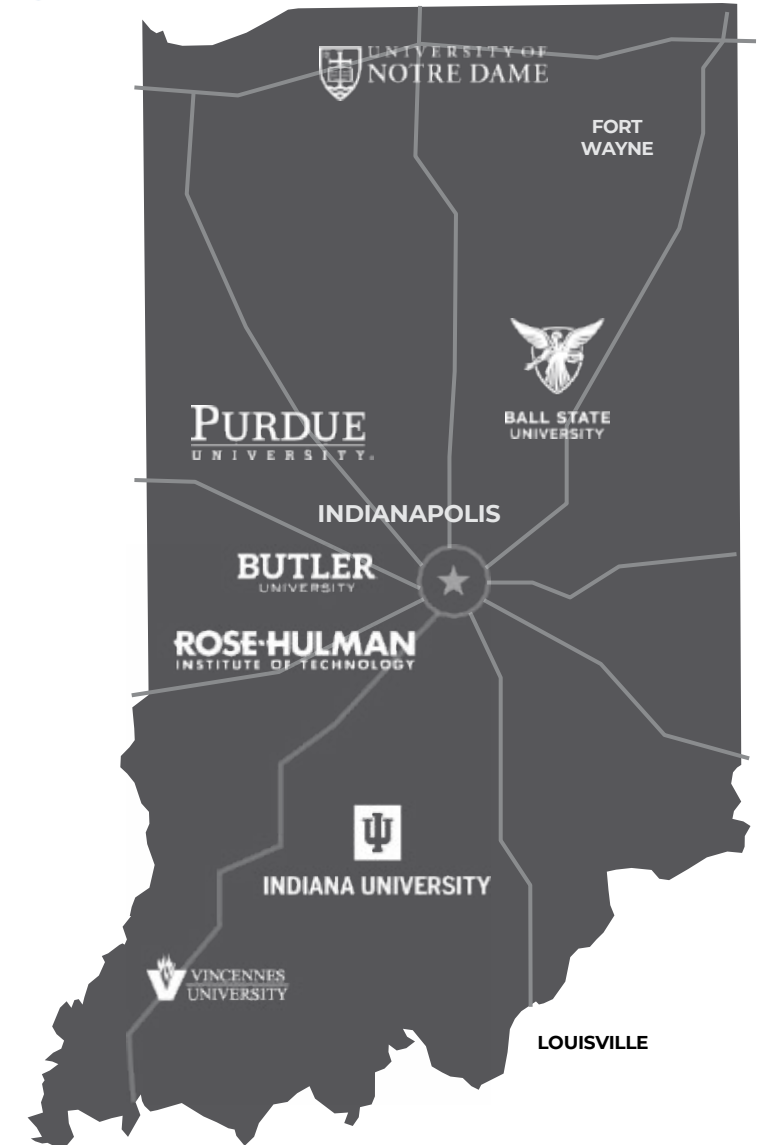 UNIVERSITY OF
NOTRE DAME
FORT
WAYNE
BALL STATE
UNIVERSITY
PURDUE
UNIVERSITY.
INDIANAPOLIS
BUTLER
UNIVERSITY
ROSE-HULMAN
INSTITUTE OF TECHNOLOGY
INDIANA UNIVERSITY
VINCENNES
UNIVERSITY
LOUISVILLE